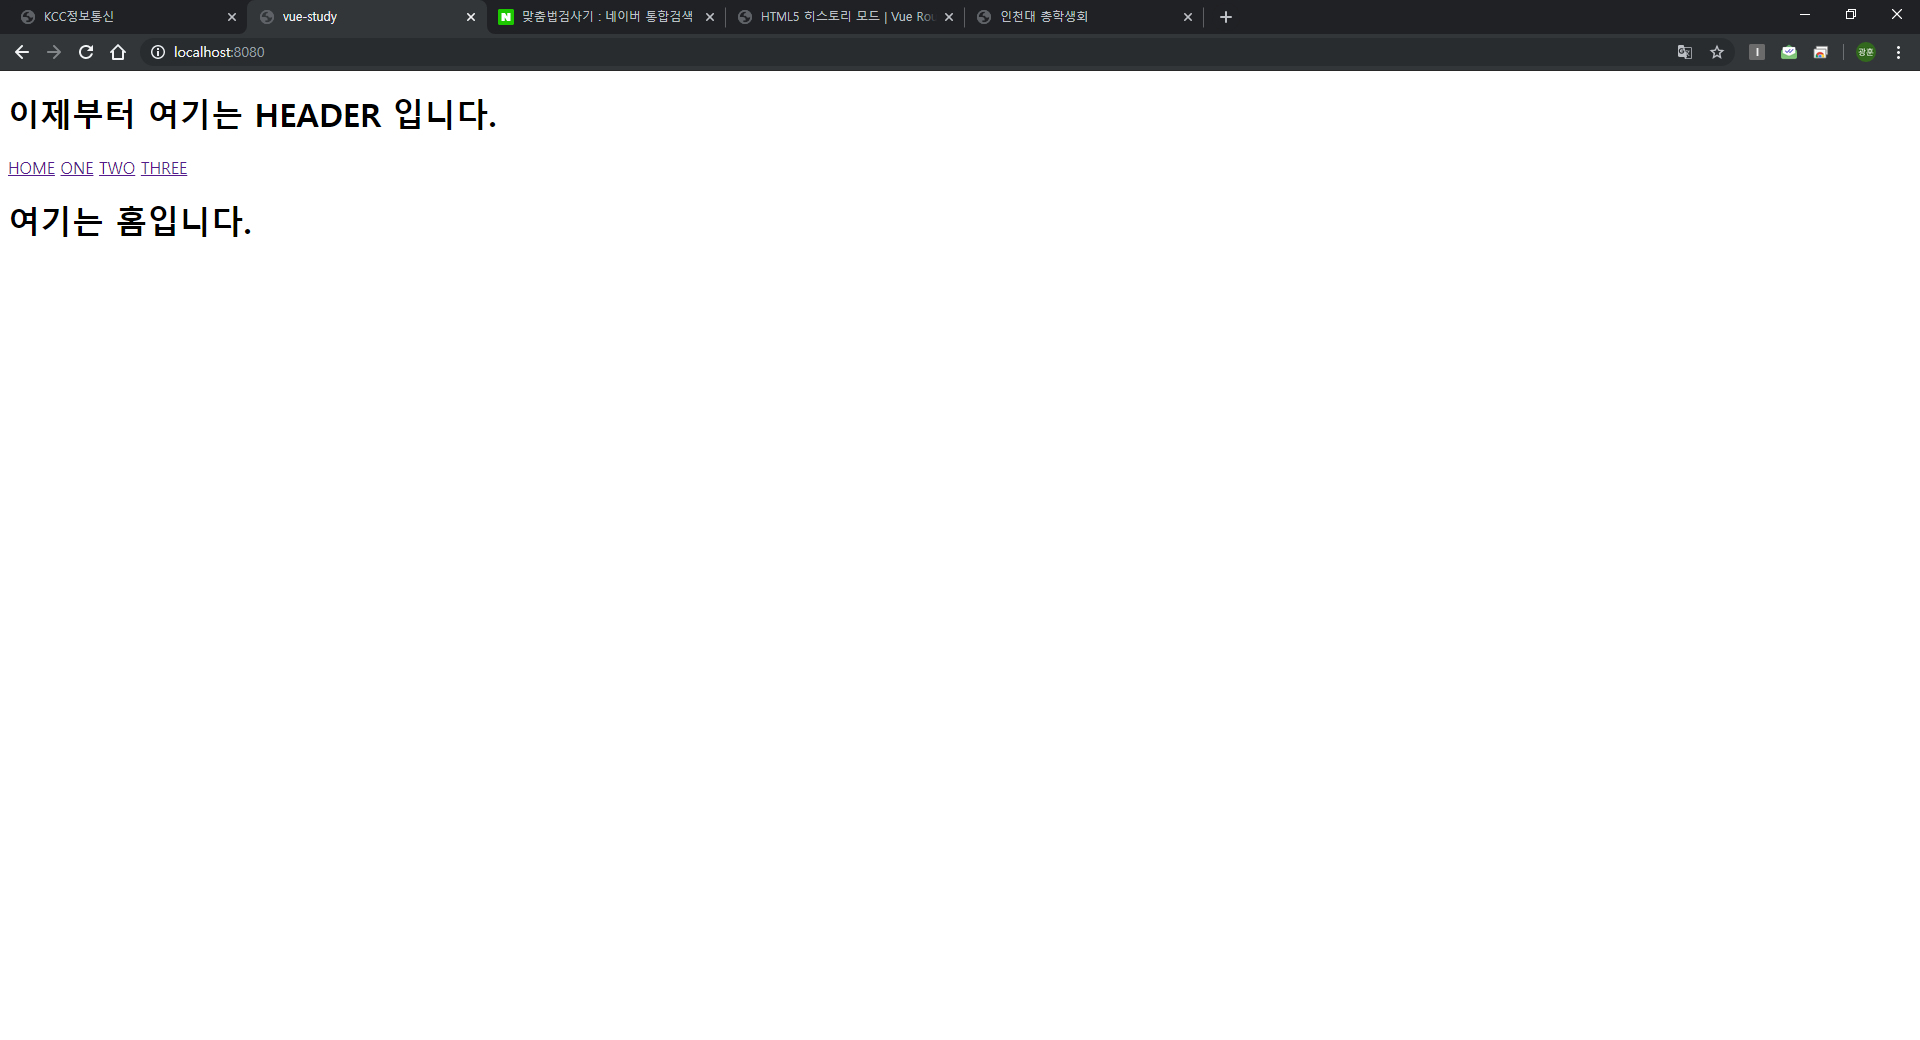 KCC정보통신
vue-study
맞춤법검사기 : 네이버 통합검색
HTML5 히스토리 모드 | Vue Rou
인천대 총학생회
localhost:8080
I
광훈
이제부터 여기는 HEADER 입니다.
HOME ONE TWO THREE
여기는 홈입니다.